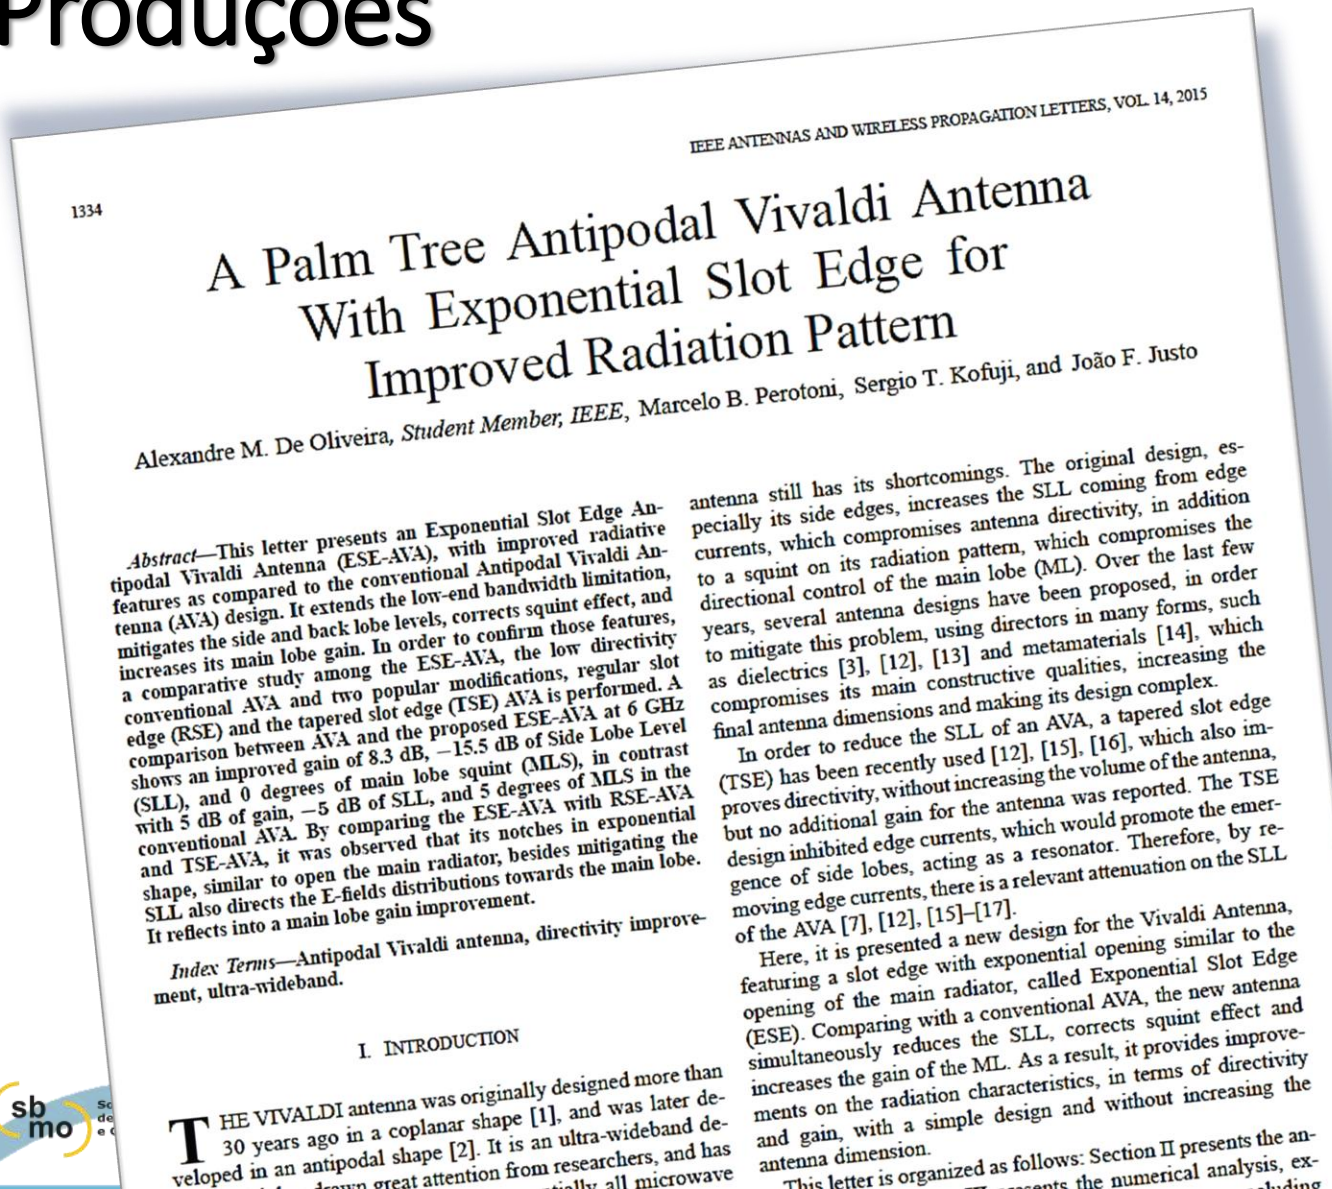 Produções
IEEE ANTENNAS AND WIRELESS PROPAGATION LETTERS, VOL. 14, 2015
1334
A Palm Tree Antipodal Vivaldi Antenna
With Exponential Slot Edge for
Improved Radiation Pattern
Alexandre M. De Oliveira, Student Member, IEEE, Marcelo B. Perotoni, Sergio T. Kofuji, and João F. Justo
Abstract—This letter presents an Exponential Slot Edge An-
tipodal Vivaldi Antenna (ESE-AVA), with improved radiative
features as compared to the conventional Antipodal Vivaldi An-
tenna (AVA) design. It extends the low-end bandwidth limitation,
mitigates the side and back lobe levels, corrects squint effect, and
increases its main lobe gain. In order to confirm those features,
a comparative study among the ESE-AVA, the low directivity
conventional AVA and two popular modifications, regular slot
edge (RSE) and the tapered slot edge (TSE) AVA is performed. A
comparison between AVA and the proposed ESE-AVA at 6 GHz
shows an improved gain of 8.3 dB, −15.5 dB of Side Lobe Level
(SLL), and 0 degrees of main lobe squint (MLS), in contrast
with 5 dB of gain, −5 dB of SLL, and 5 degrees of MLS in the
conventional AVA. By comparing the ESE-AVA with RSE-AVA
and TSE-AVA, it was observed that its notches in exponential
shape, similar to open the main radiator, besides mitigating the
SLL also directs the E-fields distributions towards the main lobe.
It reflects into a main lobe gain improvement.
Index Terms—Antipodal Vivaldi antenna, directivity improve-
ment, ultra-wideband.
I. INTRODUCTION
THE VIVALDI antenna was originally designed more than
30 years ago in a coplanar shape [1], and was later de-
veloped in an antipodal shape [2]. It is an ultra-wideband de-
great attention from researchers, and has
all microwave
antenna still has its shortcomings. The original design, es-
pecially its side edges, increases the SLL coming from edge
currents, which compromises antenna directivity, in addition
to a squint on its radiation pattern, which compromises the
directional control of the main lobe (ML). Over the last few
years, several antenna designs have been proposed, in order
to mitigate this problem, using directors in many forms, such
as dielectrics [3], [12], [13] and metamaterials [14], which
compromises its main constructive qualities, increasing the
final antenna dimensions and making its design complex.
In order to reduce the SLL of an AVA, a tapered slot edge
(TSE) has been recently used [12], [15], [16], which also im-
proves directivity, without increasing the volume of the antenna,
but no additional gain for the antenna was reported. The TSE
design inhibited edge currents, which would promote the emer-
gence of side lobes, acting as a resonator. Therefore, by re-
moving edge currents, there is a relevant attenuation on the SLL
of the AVA [7], [12], [15]–[17].
Here, it is presented a new design for the Vivaldi Antenna,
featuring a slot edge with exponential opening similar to the
opening of the main radiator, called Exponential Slot Edge
(ESE). Comparing with a conventional AVA, the new antenna
simultaneously reduces the SLL, corrects squint effect and
increases the gain of the ML. As a result, it provides improve-
ments on the radiation characteristics, in terms of directivity
and gain, with a simple design and without increasing the
antenna dimension.
This letter is organized as follows: Section II presents the an-
the numerical analysis, ex-
sb
mo